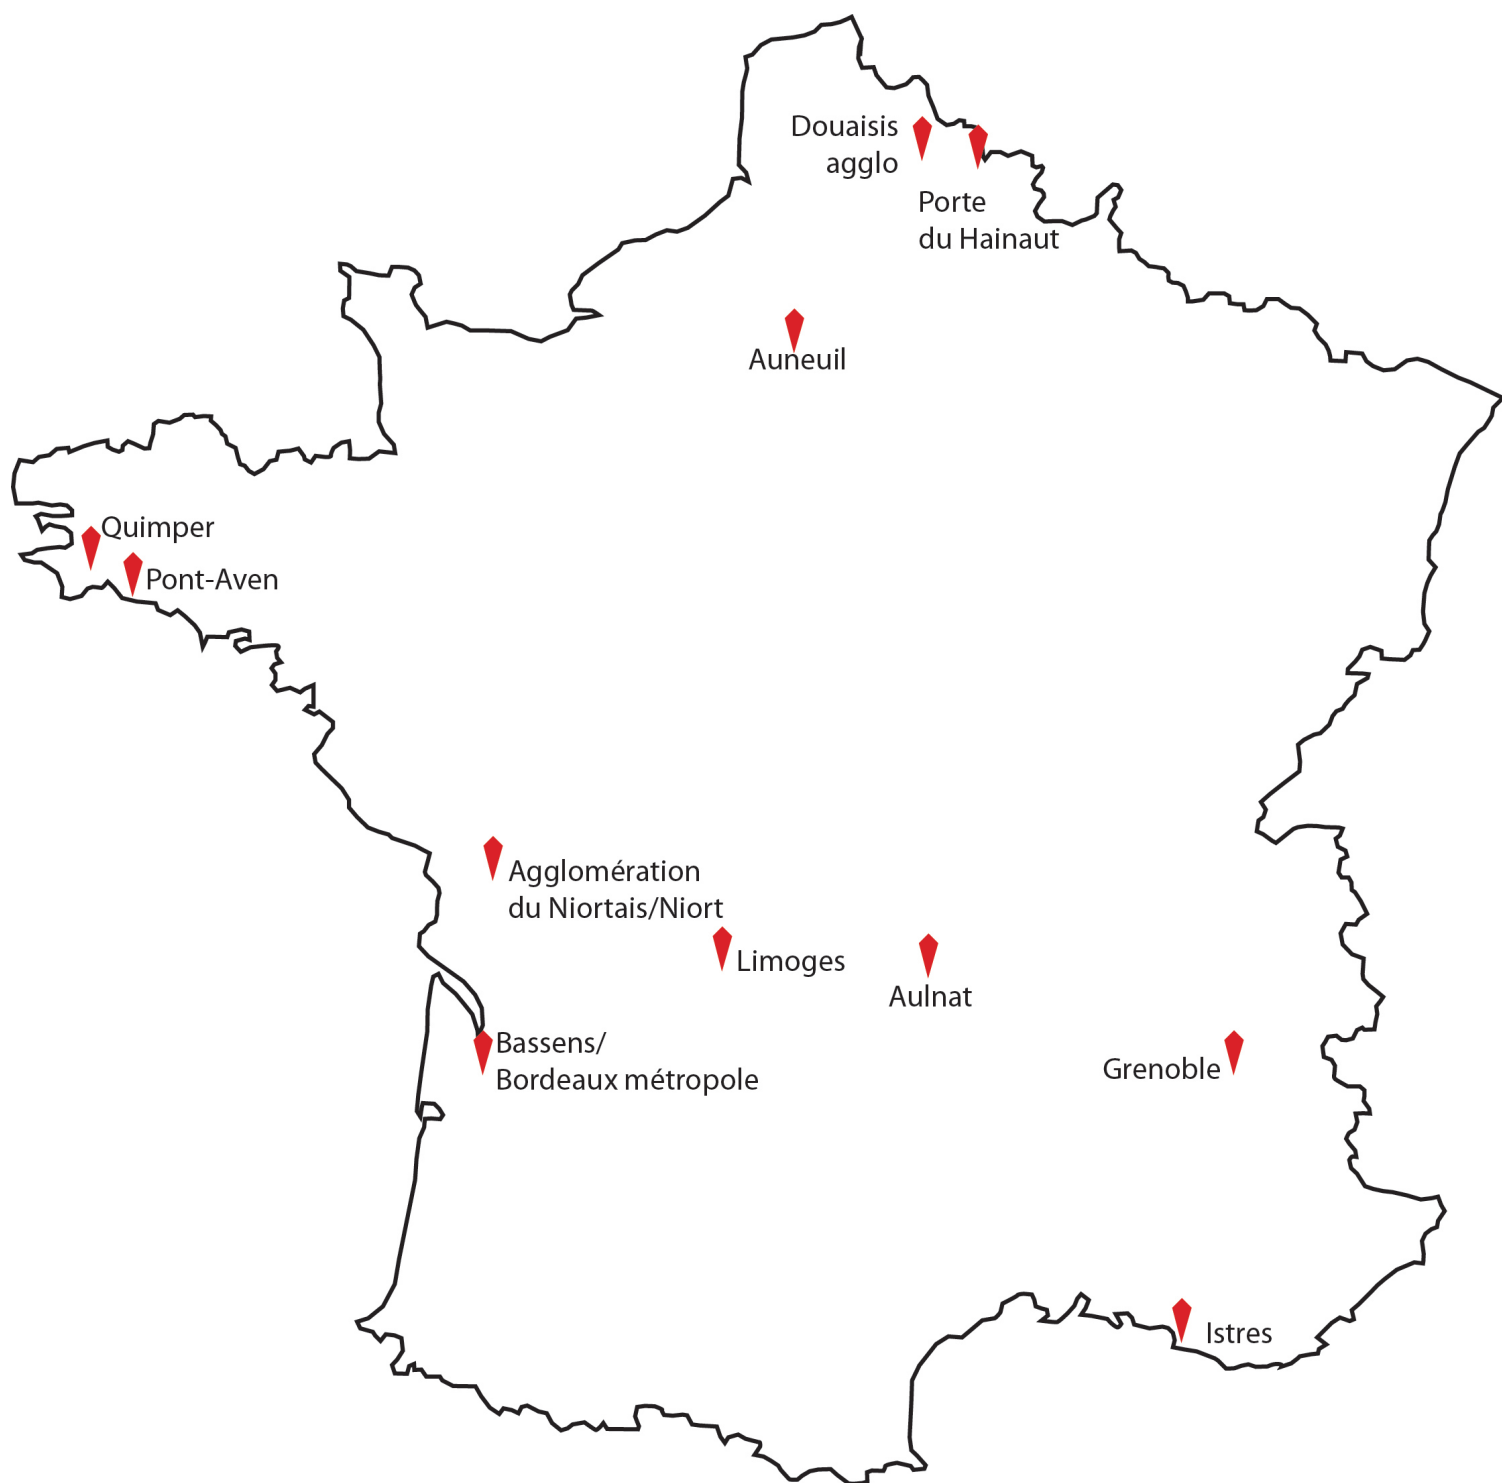 Douaisis
agglo
Porte
du Hainaut
Auneuil
Quimper
Pont-Aven
Agglomération
du Niortais/Niort
Limoges
Aulnat
Bassens/
Bordeaux métropole
Grenoble
Istres